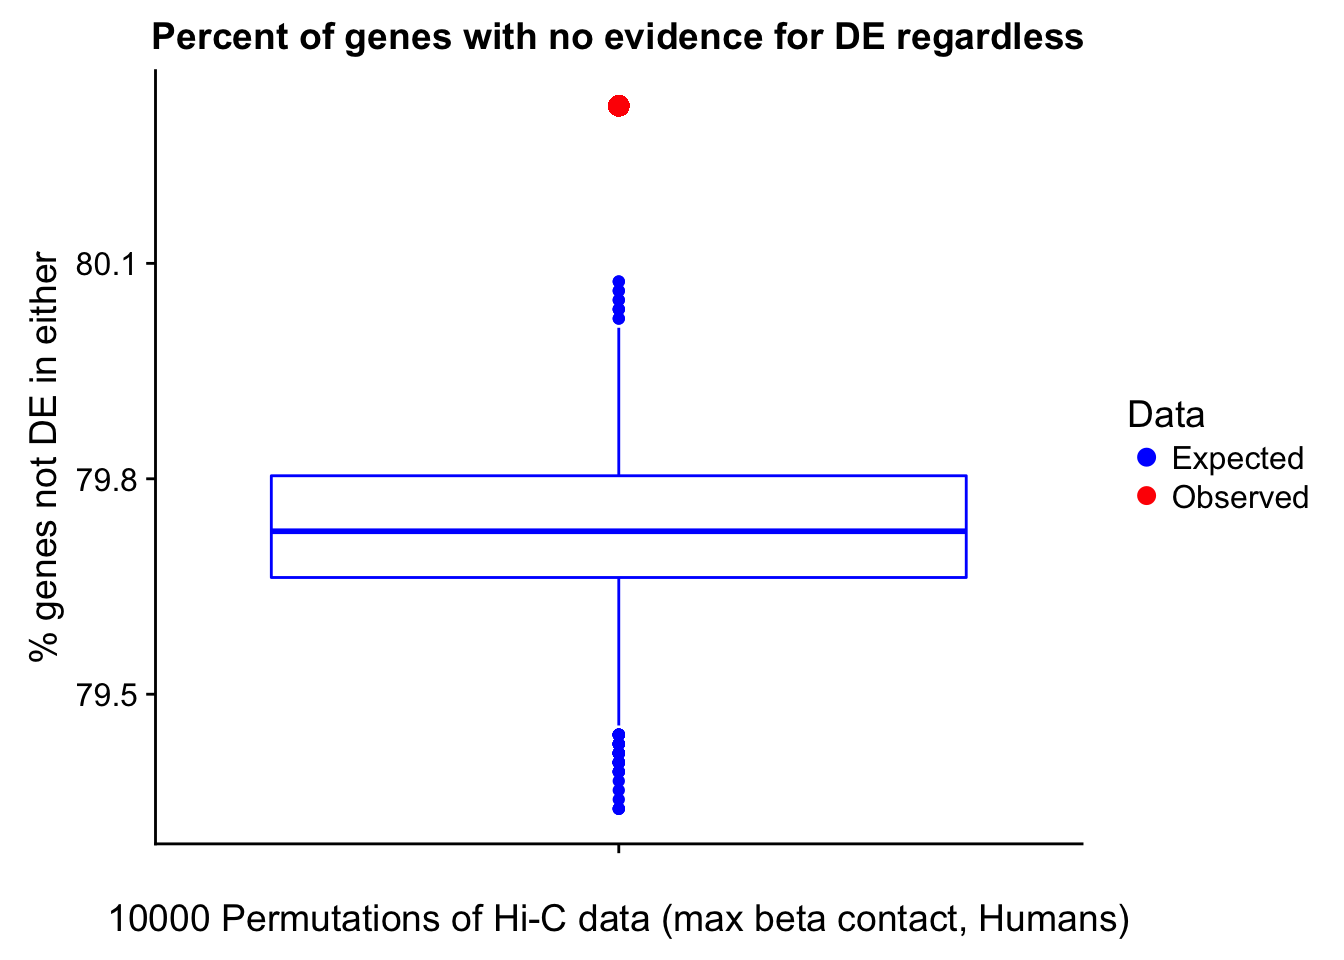 Percent of genes with no evidence for DE regardless
% genes not DE in either
80.1
79.8
79.5
10000 Permutations of Hi-C data (max beta contact, Humans)
Data
Expected
Observed